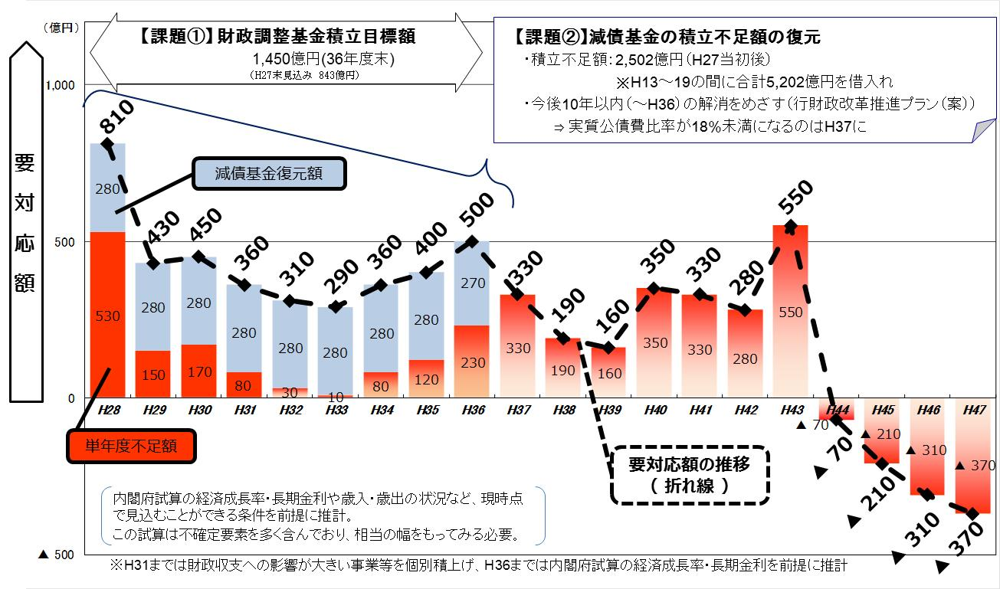 (億円)
【課題①】財政調整基金積立目標額
1,450億円(36年度末)
(H27末見込み 843億円)
【課題②】減債基金の積立不足額の復元
・積立不足額：2,502億円(H27当初後)
※H13～19の間に合計5,202億円を借入れ
・今後10年以内(～H36)の解消をめざす(行財政改革推進プラン(案))
⇒ 実質公債費比率が18%未満になるのはH37に
要対応額
1,000
500
0
▲ 500
810
430
450
360
310
290
360
400
500
330
190
160
350
330
280
550
減債基金復元額
280
280
280
280
280
280
280
280
270
530
150
170
80
30
10
80
120
230
330
190
160
350
330
280
550
H28
H29
H30
H31
H32
H33
H34
H35
H36
H37
H38
H39
H40
H41
H42
H43
H44
H45
H46
H47
▲ 70
▲ 210
▲ 310
▲ 370
▲ 70
▲ 210
▲ 310
▲ 370
単年度不足額
要対応額の推移
( 折れ線 )
内閣府試算の経済成長率・長期金利や歳入・歳出の状況など、現時点
で見込むことができる条件を前提に推計。
この試算は不確定要素を多く含んでおり、相当の幅をもってみる必要。
※H31までは財政収支への影響が大きい事業等を個別積上げ、H36までは内閣府試算の経済成長率・長期金利を前提に推計